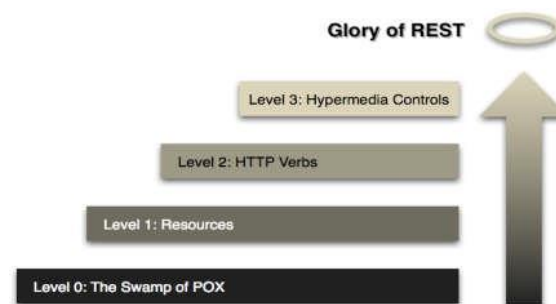 Glory of REST
Level 3: Hypermedia Controls
Level 2: HTTP Verbs
Level 1: Resources
Level 0: The Swamp of POX